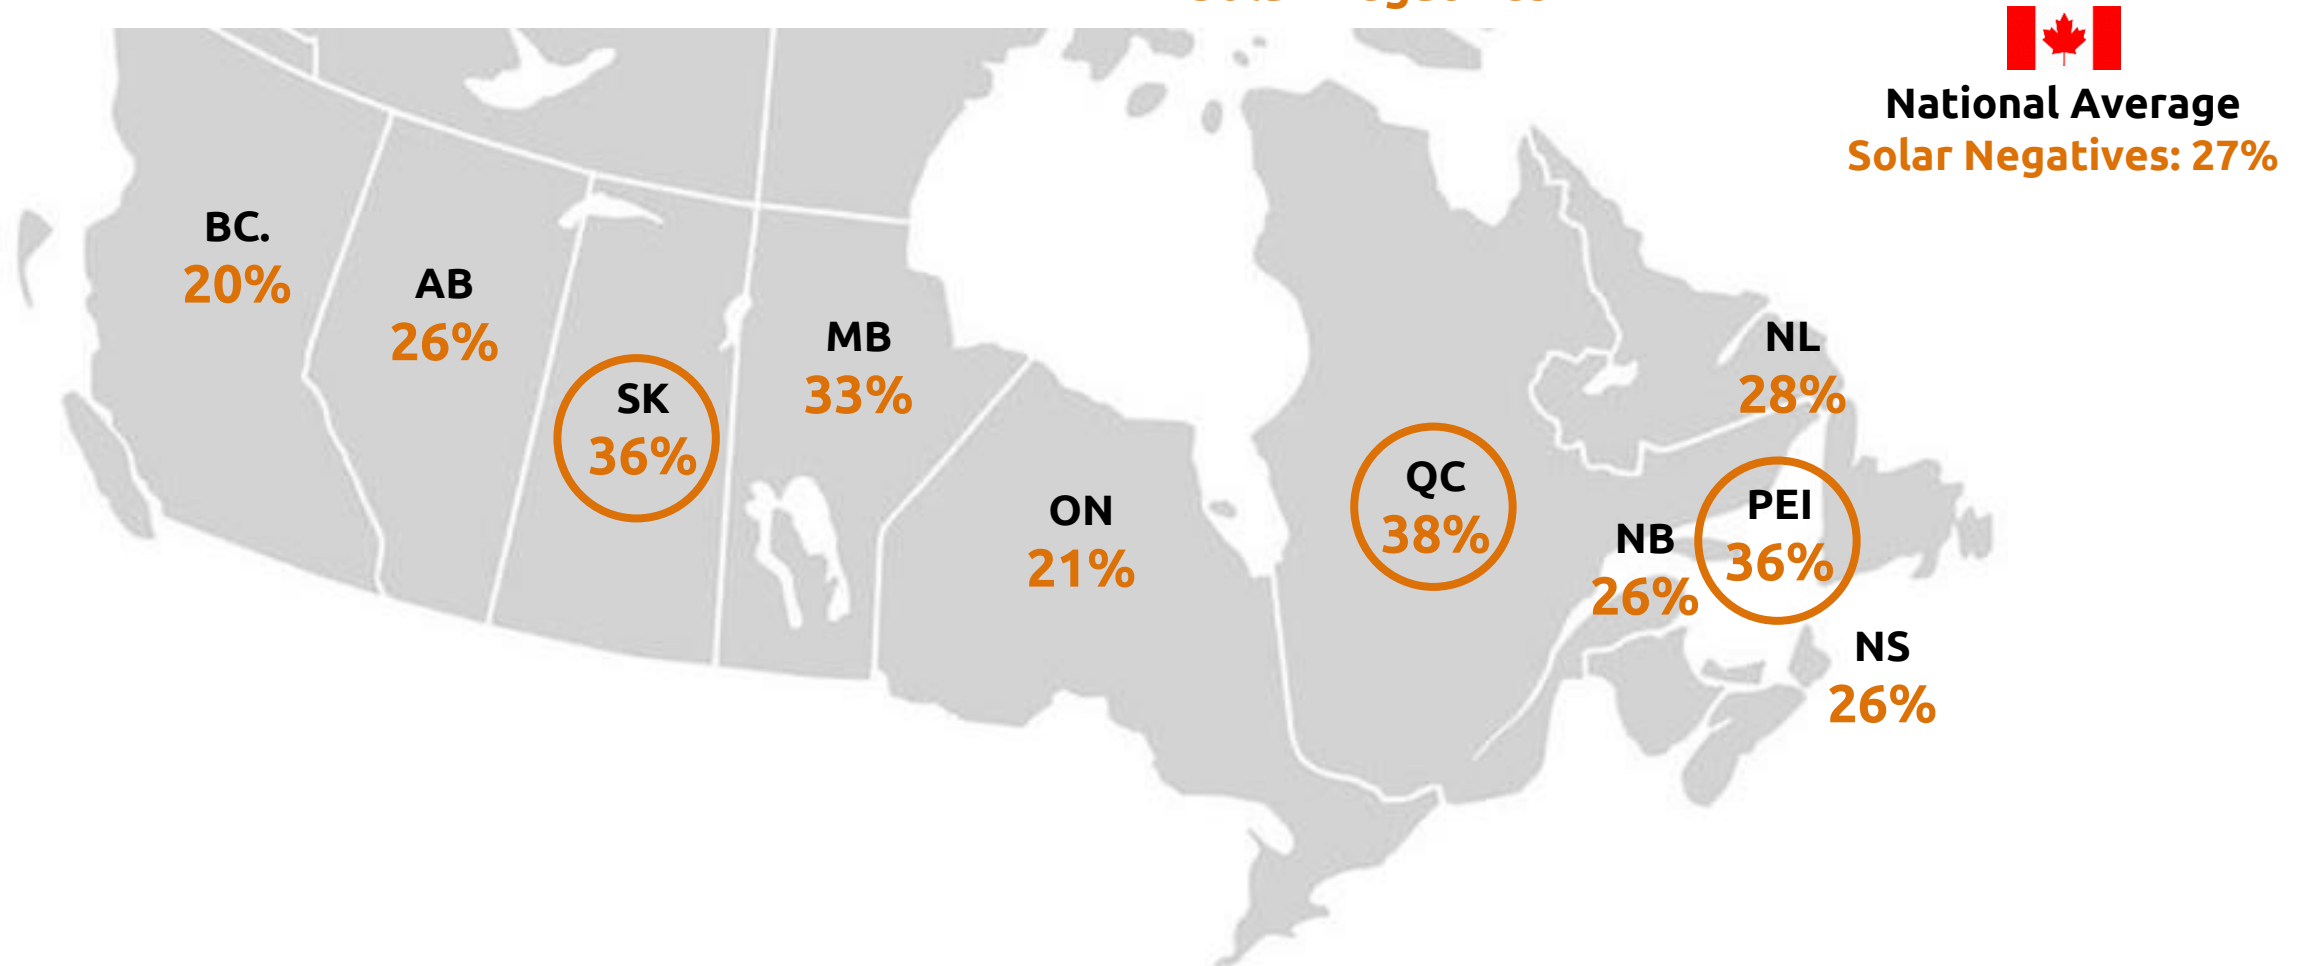 National Average
Solar Negatives: 27%
BC.
20%
AB
26%
SK
36%
MB
33%
ON
21%
QC
38%
NL
28%
NB
26%
PEI
36%
NS
26%